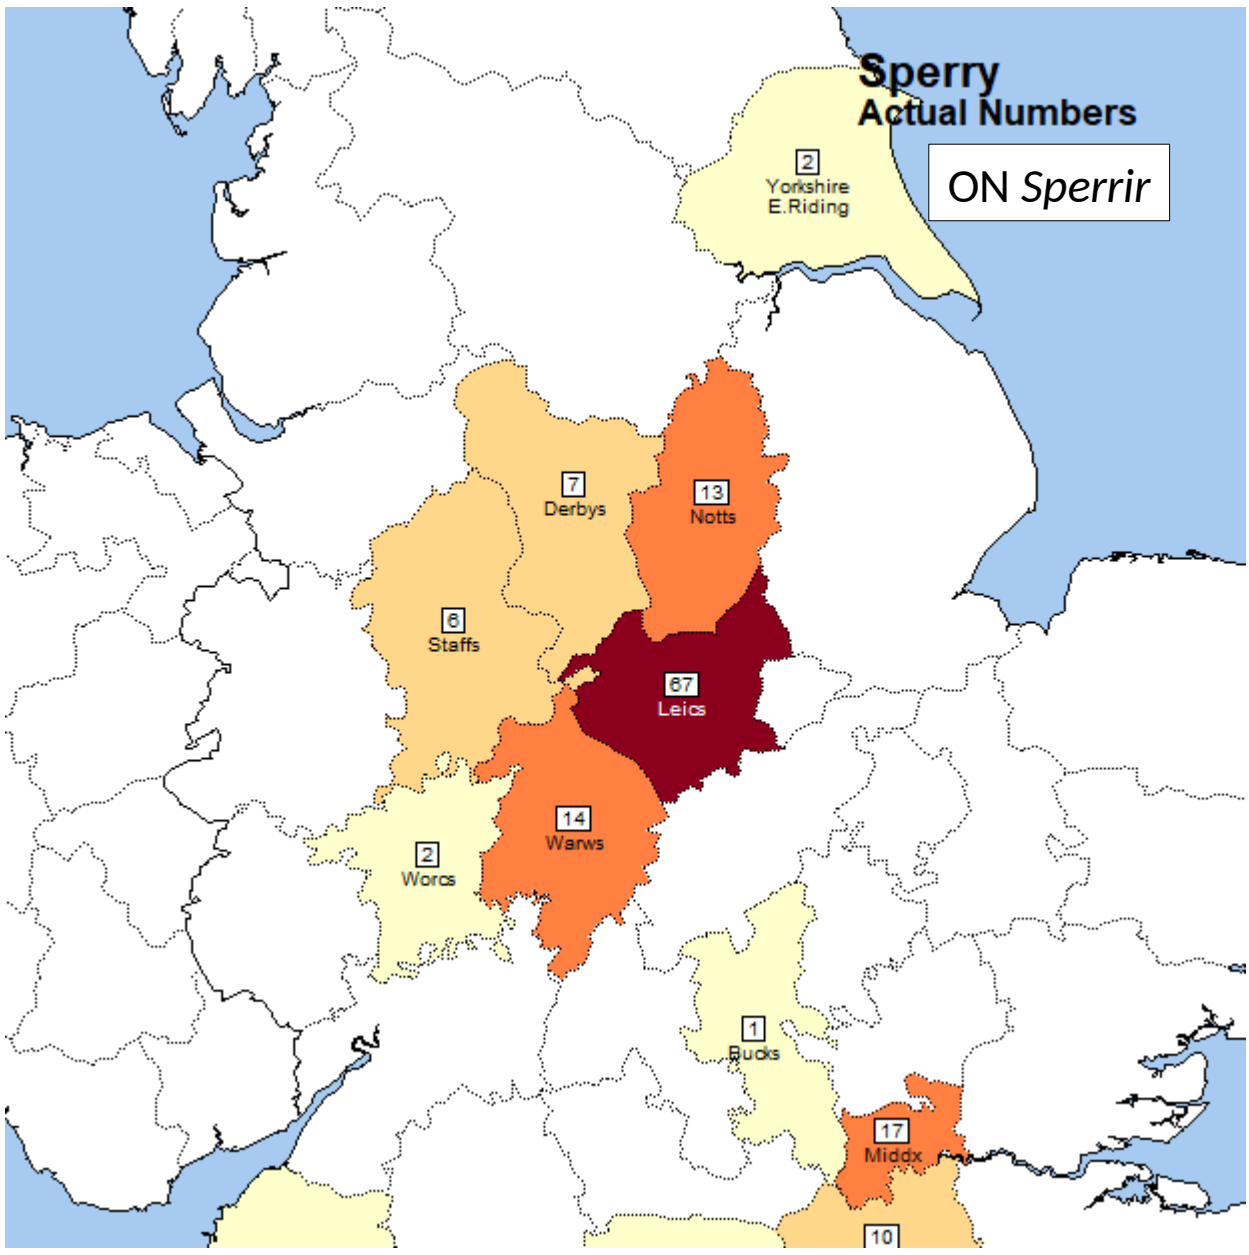 Sperry
Actual Numbers
ON Sperrir
2
Yorkshire
E.Riding
7
Derbys
13
Notts
6
Staffs
67
Leics
14
Warws
2
Worcs
1
Bucks
17
Middx
10